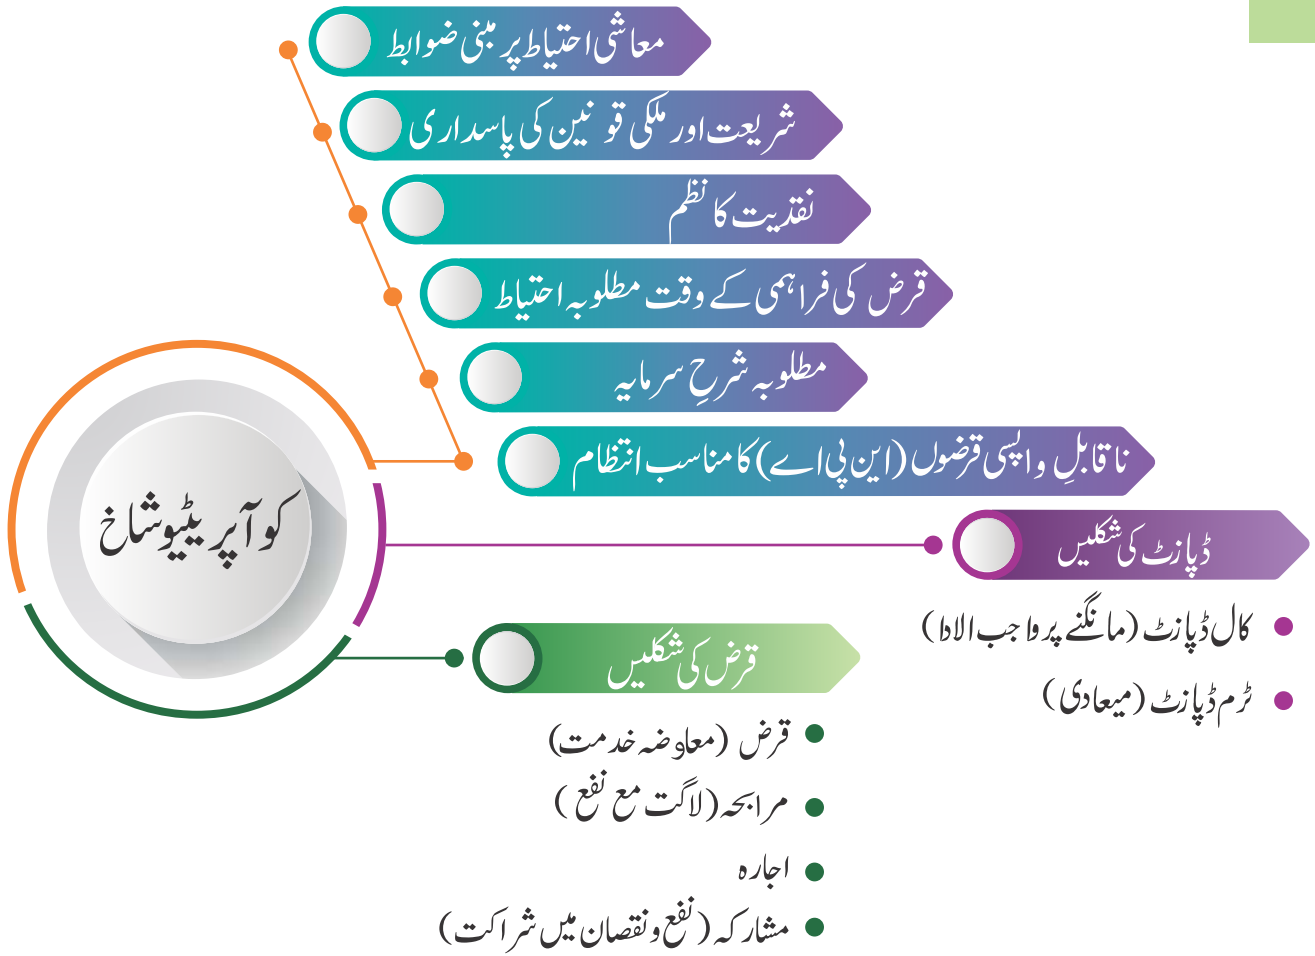 معاشی احتیاط پر مبنی ضوابط
شریعت اور ملکی قو نین کی پاسداری
نقدیت کا نظم
قرض کی فراہمی کے وقت مطلوبہ احتیاط
مطلوبہ شرحِ سرمایہ
ناقابلِ واپسی قرضوں (این پی اے) کا مناسب انتظام
کوآپریٹیو شاخ
ڈپازٹ کی شکلیں
کال ڈپازٹ (مانگنے پر واجب الادا)
ٹرم ڈپازٹ (میعادی)
قرض کی شکلیں
قرض (معاوضہ خدمت)
مرابحہ (لاگت مع نفع)
اجارہ
مشارکہ (نفع و نقصان میں شراکت)